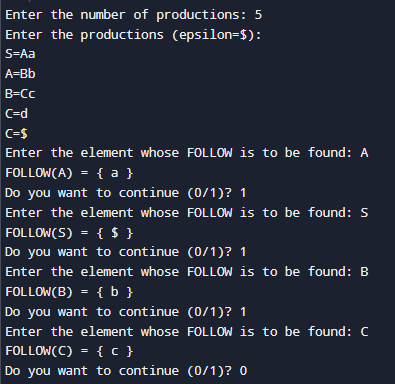 Enter the number of productions: 5
Enter the productions (epsilon=$):
S=Aa
A=Bb
B=Cc
C=d
C=$
Enter the element whose FOLLOW is to be found: A
FOLLOW(A) = { a }
Do you want to continue (0/1)? 1
Enter the element whose FOLLOW is to be found: S
FOLLOW(S) = { $ }
Do you want to continue (0/1)? 1
Enter the element whose FOLLOW is to be found: B
FOLLOW(B) = { b }
Do you want to continue (0/1)? 1
Enter the element whose FOLLOW is to be found: C
FOLLOW(C) = { c }
Do you want to continue (0/1)? 0